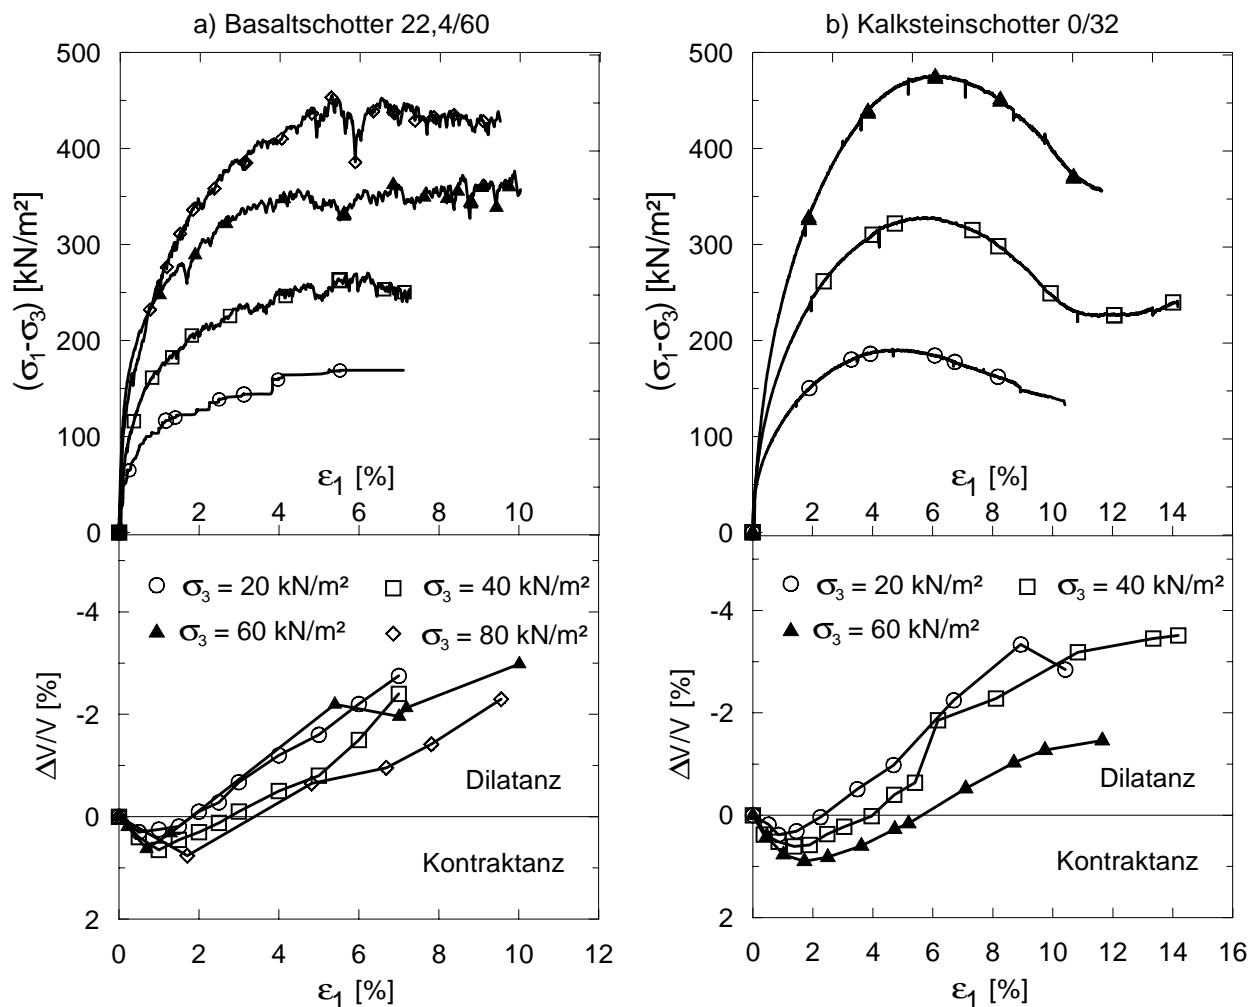 a) Basaltschotter 22,4/60
b) Kalksteinschotter 0/32
500
400
300
200
100
0
(σ₁-σ₃) [kN/m²]
ε₁ [%]
2 4 6 8 10
500
400
300
200
100
0
(σ₁-σ₃) [kN/m²]
ε₁ [%]
2 4 6 8 10 12 14
σ₃ = 20 kN/m² σ₃ = 40 kN/m²
σ₃ = 60 kN/m² σ₃ = 80 kN/m²
-4
-2
0
2
ΔV/V [%]
Dilatanz
Kontraktanz
0 2 4 6 8 10 12
ε₁ [%]
σ₃ = 20 kN/m² σ₃ = 40 kN/m²
σ₃ = 60 kN/m²
-4
-2
0
2
ΔV/V [%]
Dilatanz
Kontraktanz
0 2 4 6 8 10 12 14 16
ε₁ [%]